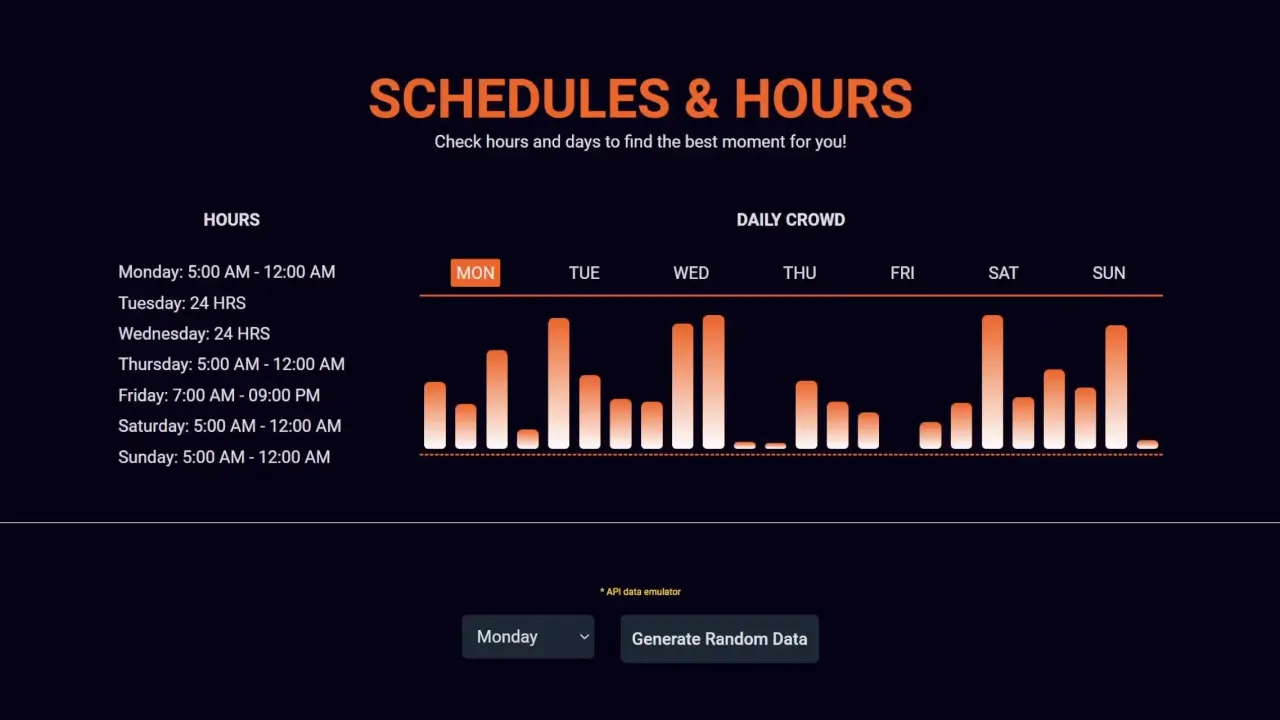 SCHEDULES & HOURS
Check hours and days to find the best moment for you!
HOURS
Monday: 5:00 AM - 12:00 AM
Tuesday: 24 HRS
Wednesday: 24 HRS
Thursday: 5:00 AM - 12:00 AM
Friday: 7:00 AM - 09:00 PM
Saturday: 5:00 AM - 12:00 AM
Sunday: 5:00 AM - 12:00 AM
DAILY CROWD
MON TUE WED THU FRI SAT SUN
* API data emulator
Monday
Generate Random Data